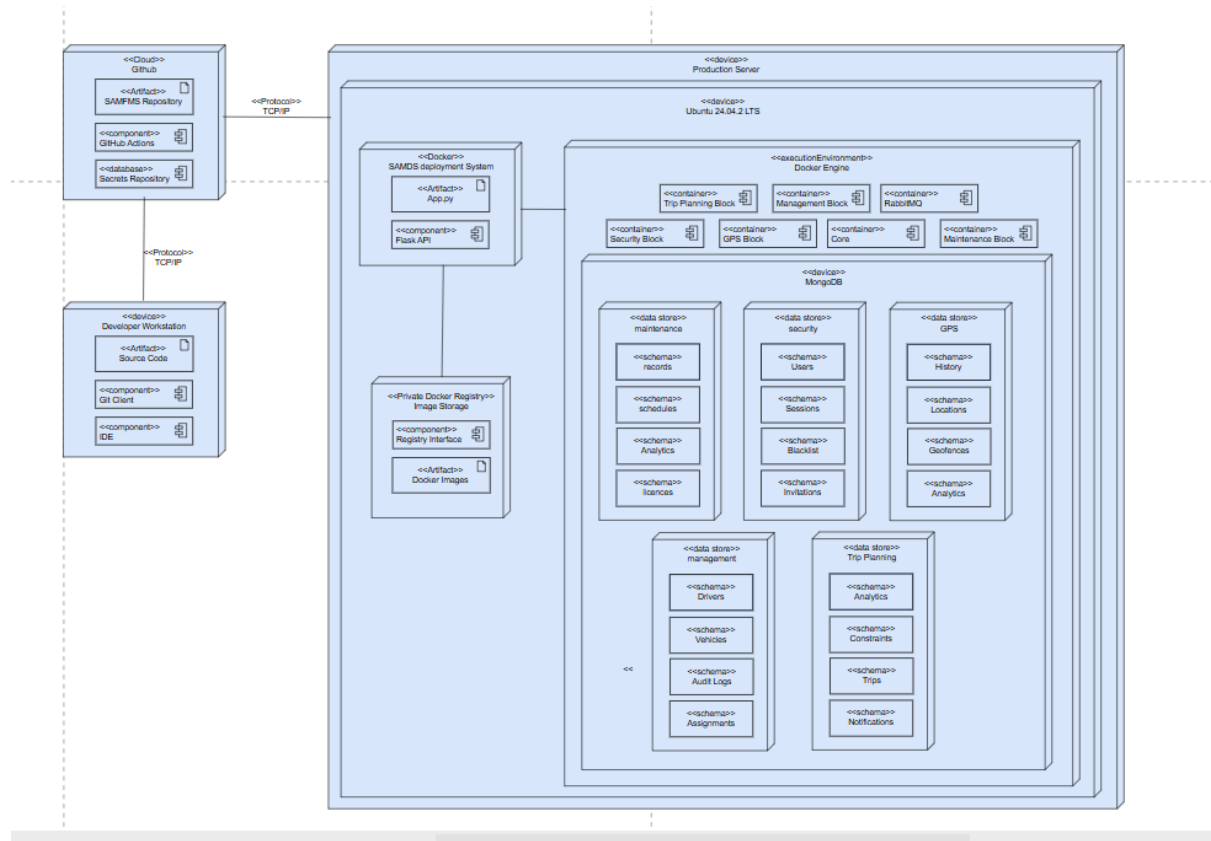 <<Cloud>>
Github
<<Artifact>>
SAMFMS Repository
<<component>>
GitHub Actions
<<database>>
Secrets Repository
<<Protocol>>
TCP/IP
<<Protocol>>
TCP/IP
<<device>>
Developer Workstation
<<Artifact>>
Source Code
<<component>>
Git Client
<<component>>
IDE
<<device>>
Production Server
<<device>>
Ubuntu 24.04.2 LTS
<<Docker>>
SAMDS deployment System
<<Artifact>>
App.py
<<component>>
Flask API
<<Private Docker Registry>>
Image Storage
<<component>>
Registry Interface
<<Artifact>>
Docker Images
<<executionEnvironment>>
Docker Engine
<<container>>
Trip Planning Block
<<container>>
Management Block
<<container>>
RabbitMQ
<<container>>
Security Block
<<container>>
GPS Block
<<container>>
Core
<<container>>
Maintenance Block
<<device>>
MongoDB
<<data store>>
maintenance
<<schema>>
records
<<schema>>
schedules
<<schema>>
Analytics
<<schema>>
licences
<<data store>>
security
<<schema>>
Users
<<schema>>
Sessions
<<schema>>
Blacklist
<<schema>>
Invitations
<<data store>>
GPS
<<schema>>
History
<<schema>>
Locations
<<schema>>
Geofences
<<schema>>
Analytics
<<data store>>
management
<<schema>>
Drivers
<<schema>>
Vehicles
<<schema>>
Audit Logs
<<schema>>
Assignments
<<
<<data store>>
Trip Planning
<<schema>>
Analytics
<<schema>>
Constraints
<<schema>>
Trips
<<schema>>
Notifications